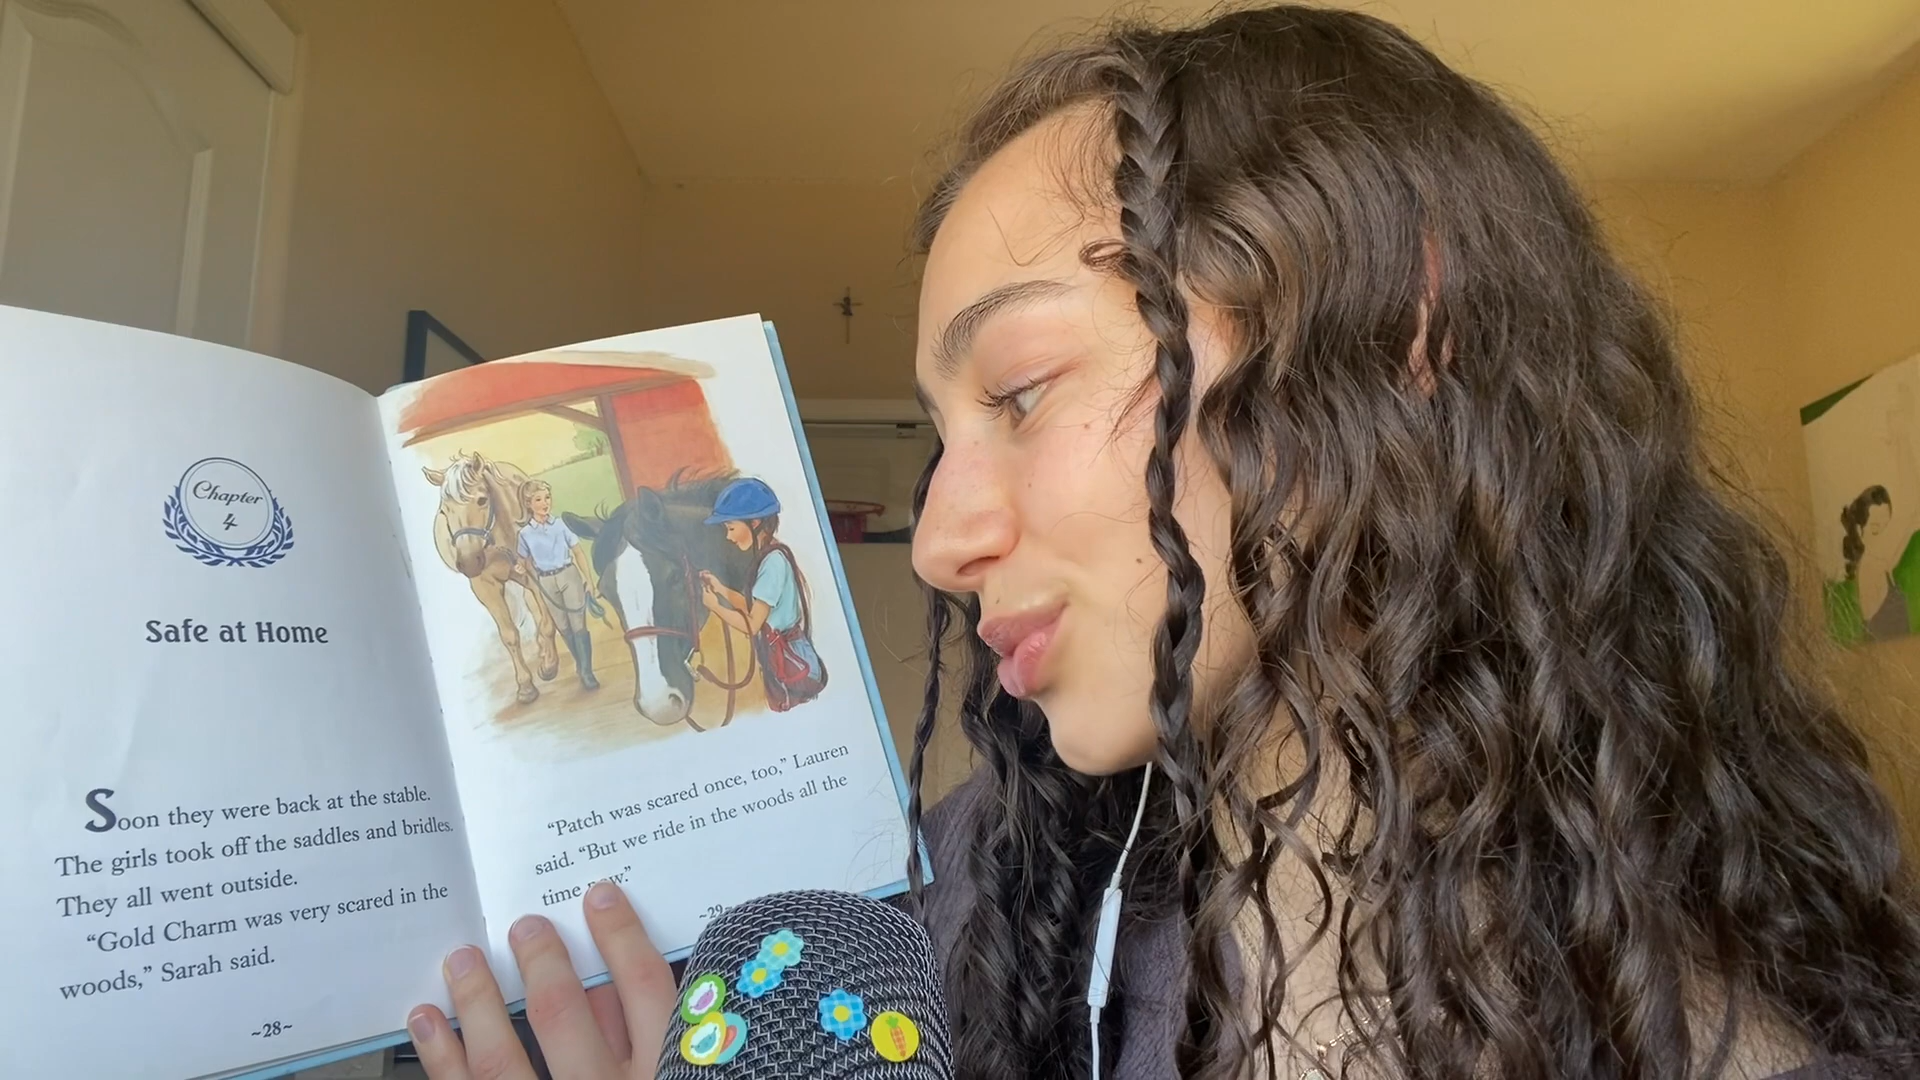 Chapter
4
Safe at Home
Soon they were back at the stable.
The girls took off the saddles and bridles.
They all went outside.
“Gold Charm was very scared in the
woods,” Sarah said.
~28~
“Patch was scared once, too,” Lauren
said. “But we ride in the woods all the
time now.”
~29~